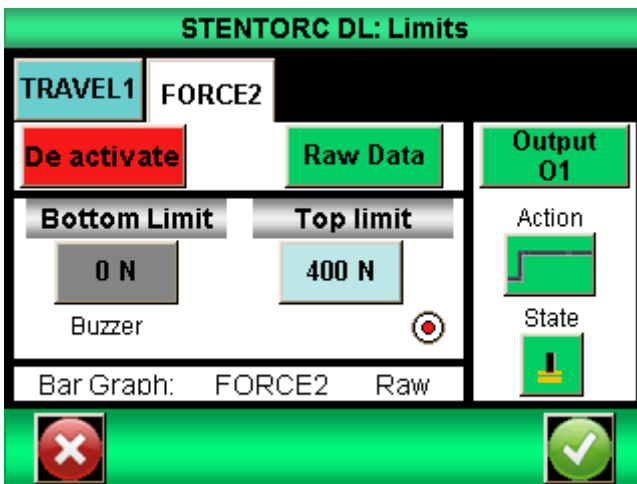 STENTORC DL: Limits
TRAVEL1
FORCE2
De activate
Raw Data
Output
O1
Bottom Limit
Top limit
Action
0 N
400 N
Buzzer
State
Bar Graph: FORCE2 Raw